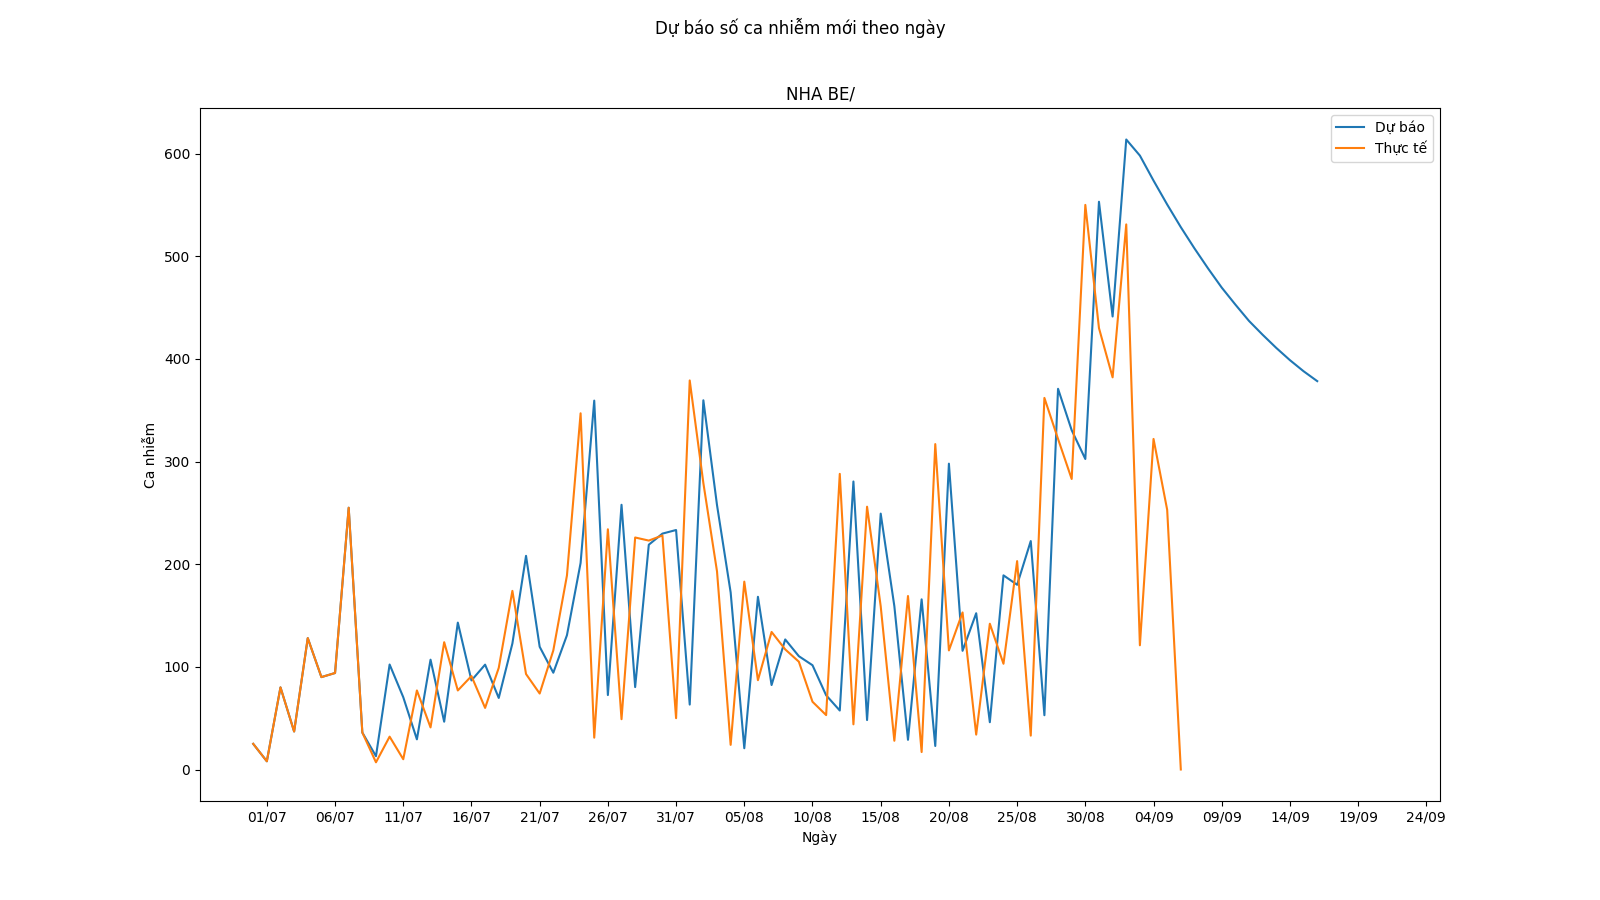 Dự báo số ca nhiễm mới theo ngày
NHA BE/
Dự báo
Thực tế
600
500
400
300
200
100
0
Ca nhiễm
01/07 06/07 11/07 16/07 21/07 26/07 31/07 05/08 10/08 15/08 20/08 25/08 30/08 04/09 09/09 14/09 19/09 24/09
Ngày